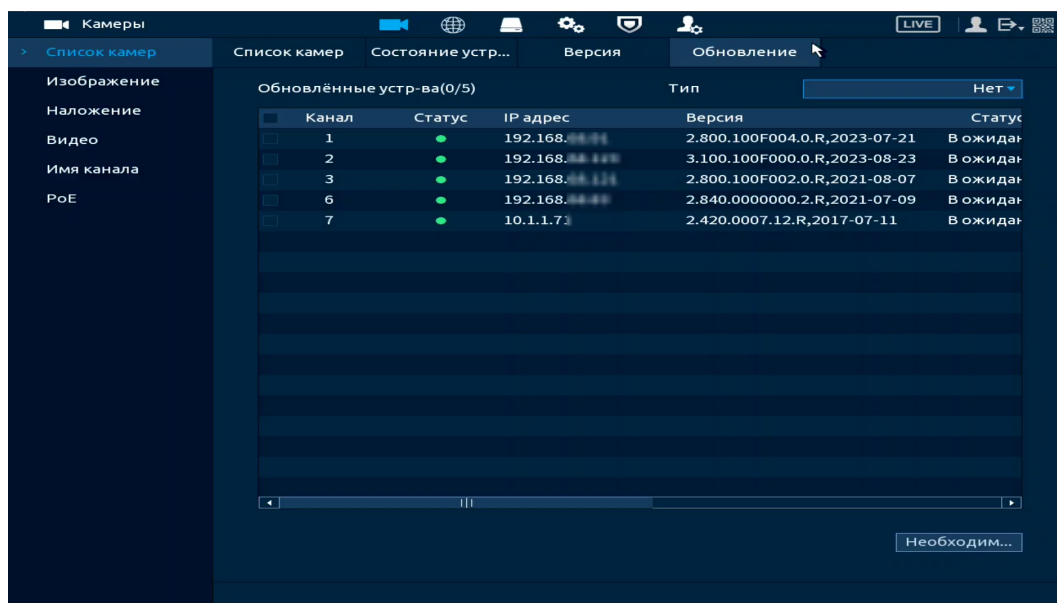 Камеры LIVE
Список камер Список камер Состояние устр... Версия Обновление
Изображение
Обновлённые устр-ва(0/5) Тип Нет
Наложение
Канал Статус IP адрес Версия Статус
Видео
1 192.168. 2.800.100F004.0.R,2023-07-21 В ожидан
2 192.168. 3.100.100F000.0.R,2023-08-23 В ожидан
Имя канала
3 192.168. 2.800.100F002.0.R,2021-08-07 В ожидан
PoE
6 192.168. 2.840.0000000.2.R,2021-07-09 В ожидан
7 10.1.1.7 2.420.0007.12.R,2017-07-11 В ожидан
Необходим...